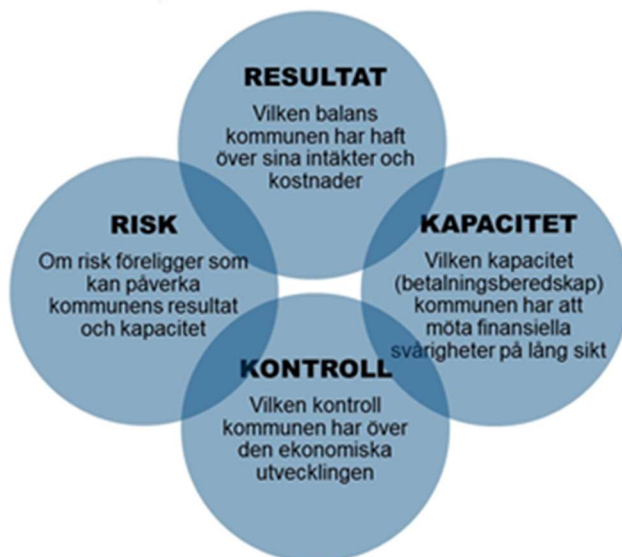 RESULTAT
Vilken balans
kommunen har haft
över sina intäkter och
kostnader
RISK
Om risk föreligger som
kan påverka
kommunens resultat
och kapacitet
KAPACITET
Vilken kapacitet
(betalningsberedskap)
kommunen har att
möta finansiella
svårigheter på lång sikt
KONTROLL
Vilken kontroll
kommunen har över
den ekonomiska
utvecklingen